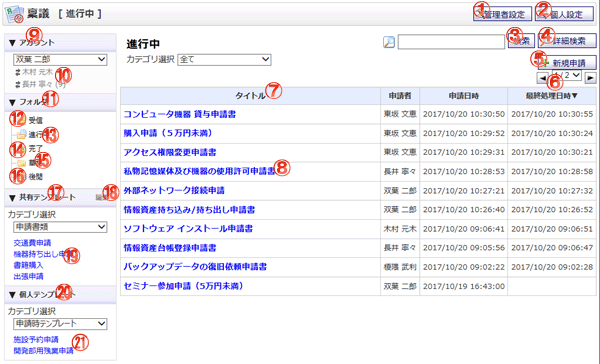 稟議 [ 進行中 ]
① 管理者設定 ② 個人設定
⑨
▼ アカウント
双葉 二郎
木村 元木
⑩
長井 寧々 (9)
⑪
▼ フォルダ
⑫ 受信
進行 ⑬
⑭ 完了
⑮
⑯ 後閲
▼ 共有テンプレート ⑰ 編集 ⑱
カテゴリ選択
申請書類
交通費申請
機器持ち出し申 ⑲
書籍購入
出張申請
⑳
▼ 個人テンプレート
カテゴリ選択
申請時テンプレート
施設予約申請
㉑
開発部用残業申請
進行中
③ 検索 ④ 詳細検索
カテゴリ選択 全て
⑤ 新規申請
◀ 1 / 2 ▶
⑥
タイトル ⑦ 申請者 申請日時 最終処理日時▼
コンピュータ機器 貸与申請書 東坂 文恵 2017/10/20 10:30:50 2017/10/20 10:30:55
購入申請（５万円未満） 東坂 文恵 2017/10/20 10:29:52 2017/10/20 10:30:24
アクセス権限変更申請書 東坂 文恵 2017/10/20 10:29:31 2017/10/20 10:30:21
私物記憶媒体及び機器の使用許可申請書 ⑧ 長井 寧々 2017/10/20 10:28:53 2017/10/20 10:28:58
外部ネットワーク接続申請 双葉 二郎 2017/10/20 10:27:21 2017/10/20 10:27:32
情報資産持ち込み/持ち出し申請書 双葉 二郎 2017/10/20 10:26:40 2017/10/20 10:26:52
ソフトウェア インストール申請書 木村 元木 2017/10/20 09:06:41 2017/10/20 09:06:51
情報資産台帳登録申請書 長井 寧々 2017/10/20 09:05:56 2017/10/20 09:06:47
バックアップデータの復旧依頼申請書 極隈 武利 2017/10/20 09:02:22 2017/10/20 09:02:28
セミナー参加申請（5万円未満） 双葉 二郎 2017/10/19 16:43:00